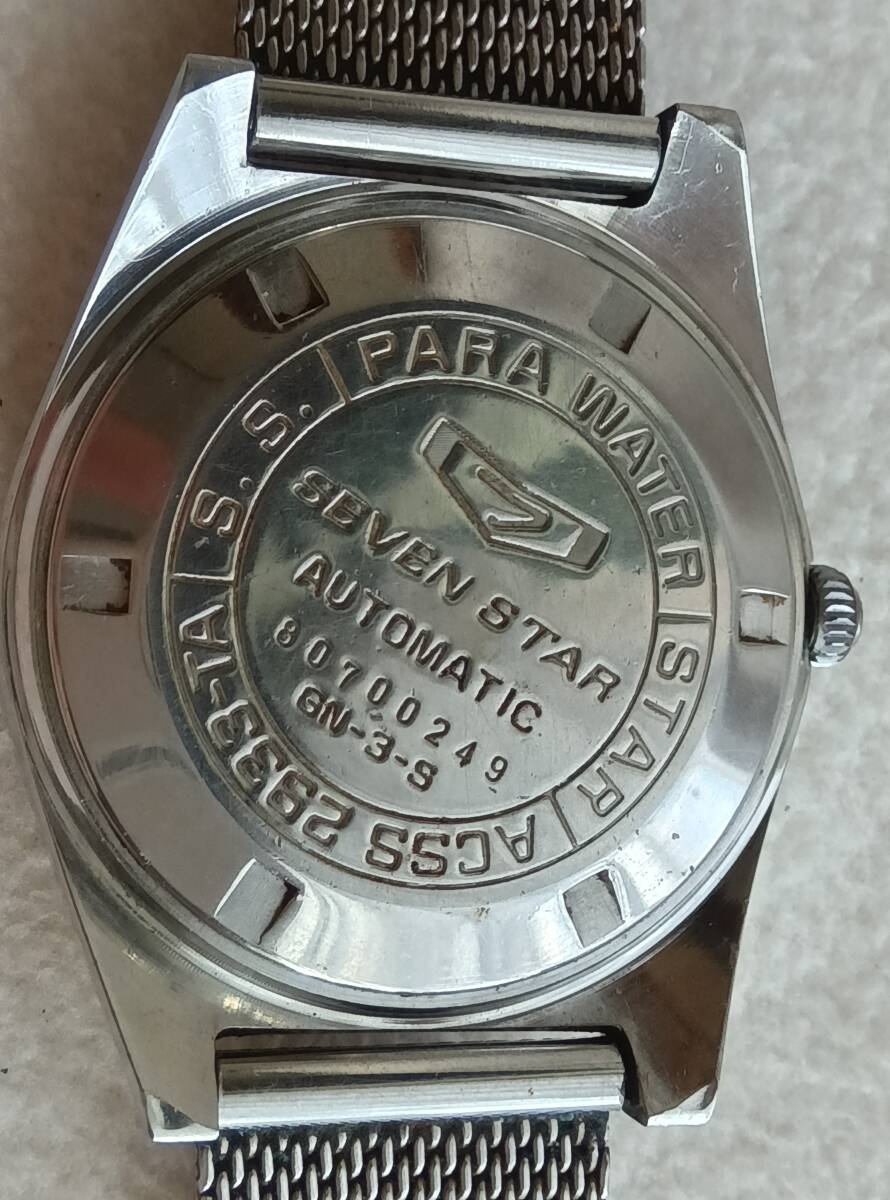 PARA WATER | STAR | ACSS 2933-TA | S. S. |
SEVEN STAR
AUTOMATIC
80700249
GN-3-S